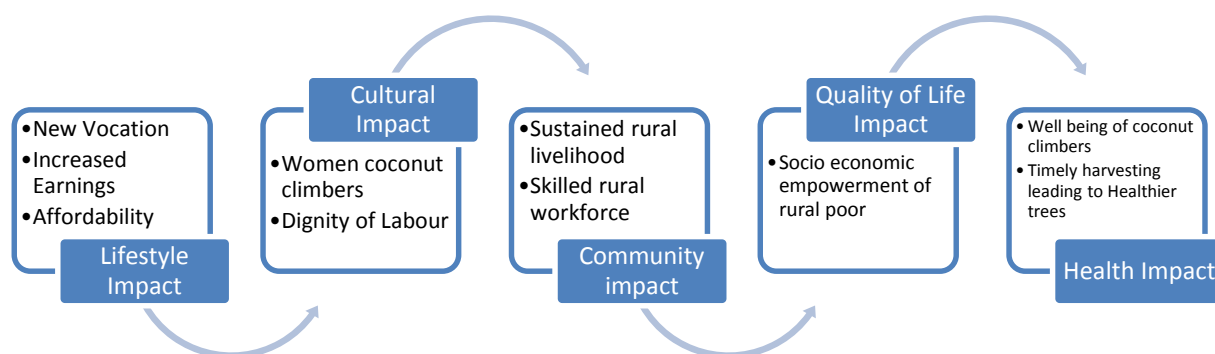 •New Vocation
•Increased
Earnings
•Affordability
Lifestyle
Impact
Cultural
Impact
•Women coconut
climbers
•Dignity of Labour
•Sustained rural
livelihood
•Skilled rural
workforce
Community
impact
Quality of Life
Impact
•Socio economic
empowerment of
rural poor
•Well being of coconut
climbers
•Timely harvesting
leading to Healthier
trees
Health Impact